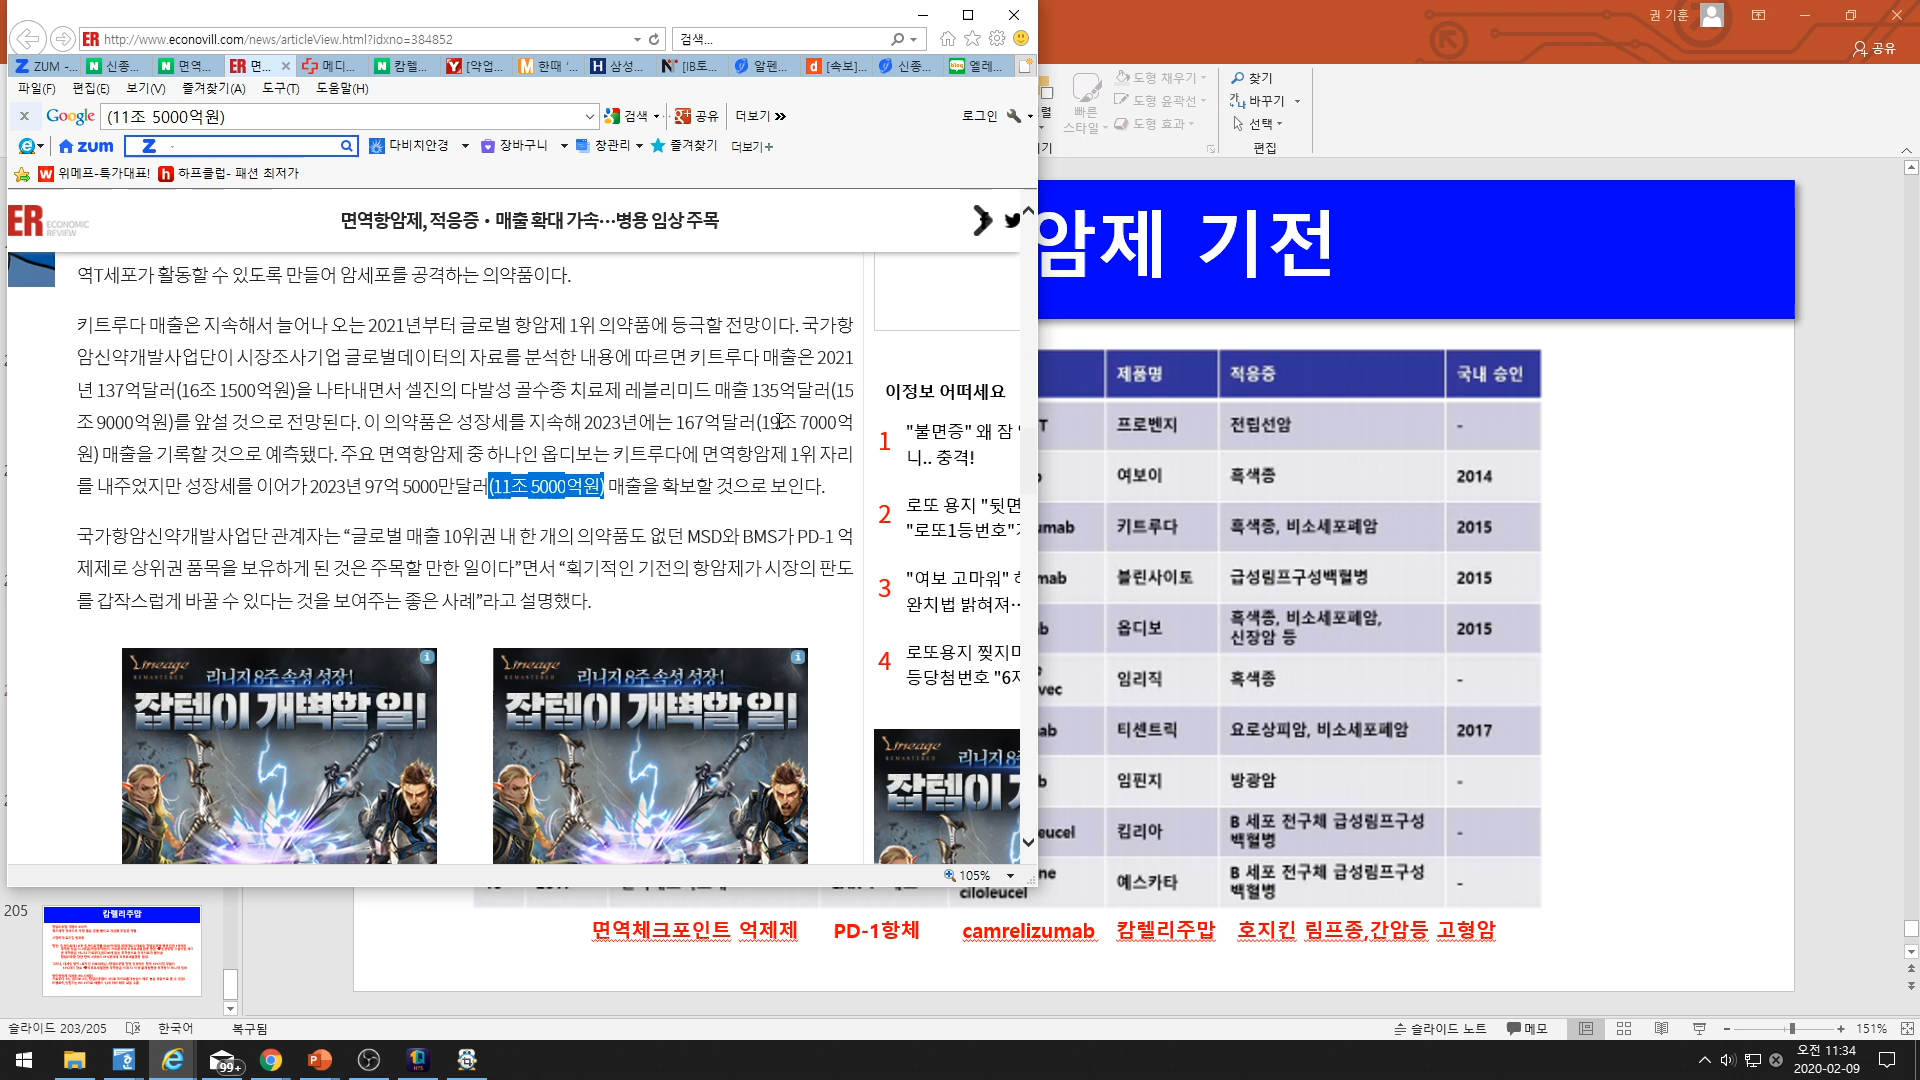 http://www.econovill.com/news/articleView.html?idxno=384852
검색...
ZUM -...
신종...
면역...
면...
메디...
캄렐...
[약업...
한때 '...
삼성...
[IB토...
알펜...
[속보]...
신종...
엘레...
파일(F) 편집(E) 보기(V) 즐겨찾기(A) 도구(T) 도움말(H)
Google (11조 5000억원) 검색 공유 더보기 로그인
zum 다비치안경 장바구니 창관리 즐겨찾기 더보기+
위메프-특가대표! 하프클럽- 패션 최저가
ER ECONOMIC REVIEW
면역항암제, 적응증·매출 확대 가속…병용 임상 주목
역T세포가 활동할 수 있도록 만들어 암세포를 공격하는 의약품이다.
키트루다 매출은 지속해서 늘어나 오는 2021년부터 글로벌 항암제 1위 의약품에 등극할 전망이다. 국가항
암신약개발사업단이 시장조사기업 글로벌데이터의 자료를 분석한 내용에 따르면 키트루다 매출은 2021
년 137억달러(16조 1500억원)을 나타내면서 셀진의 다발성 골수종 치료제 레블리미드 매출 135억달러(15
조 9000억원)를 앞설 것으로 전망된다. 이 의약품은 성장세를 지속해 2023년에는 167억달러(19조 7000억
원) 매출을 기록할 것으로 예측됐다. 주요 면역항암제 중 하나인 옵디보는 키트루다에 면역항암제 1위 자리
를 내주었지만 성장세를 이어가 2023년 97억 5000만달러(11조 5000억원) 매출을 확보할 것으로 보인다.
국가항암신약개발사업단 관계자는 “글로벌 매출 10위권 내 한 개의 의약품도 없던 MSD와 BMS가 PD-1 억
제제로 상위권 품목을 보유하게 된 것은 주목할 만한 일이다”면서 “획기적인 기전의 항암제가 시장의 판도
를 갑작스럽게 바꿀 수 있다는 것을 보여주는 좋은 사례”라고 설명했다.
이정보 어떠세요
1 "불면증" 왜 잠
니.. 충격!
2 로또 용지 "뒷면
"로또1등번호"
3 "여보 고마워"
완치법 밝혀져…
4 로또용지 찢지
등당첨번호 "6
Lineage REMASTERED
리니지 8주 속성 성장!
잡템이 개벽할 일!
Lineage REMASTERED
리니지 8주 속성 성장!
잡템이 개벽할 일!
Lineage REMASTERED
리니지 8
잡템이
105%
권 기훈
공유
빠른
스타일
도형 채우기
도형 윤곽선
도형 효과
찾기
바꾸기
선택
편집
암제 기전
제품명 적응증 국내 승인
T 프로벤지 전립선암 -
여보이 흑색종 2014
umab 키트루다 흑색종, 비소세포폐암 2015
mab 블린사이토 급성림프구성백혈병 2015
b 옵디보 흑색종, 비소세포폐암, 신장암 등 2015
vec 임리직 흑색종 -
ab 티센트릭 요로상피암, 비소세포폐암 2017
b 임핀지 방광암 -
eucel 킴리아 B 세포 전구체 급성림프구성 백혈병 -
ne ciloleucel 예스카타 B 세포 전구체 급성림프구성 백혈병 -
면역체크포인트 억제제 PD-1항체 camrelizumab 캄렐리주맙 호지킨 림프종,간암등 고형암
205
캄렐리주맙
슬라이드 203/205 한국어 복구됨
슬라이드 노트 메모 151%
99+
오전 11:34
2020-02-09